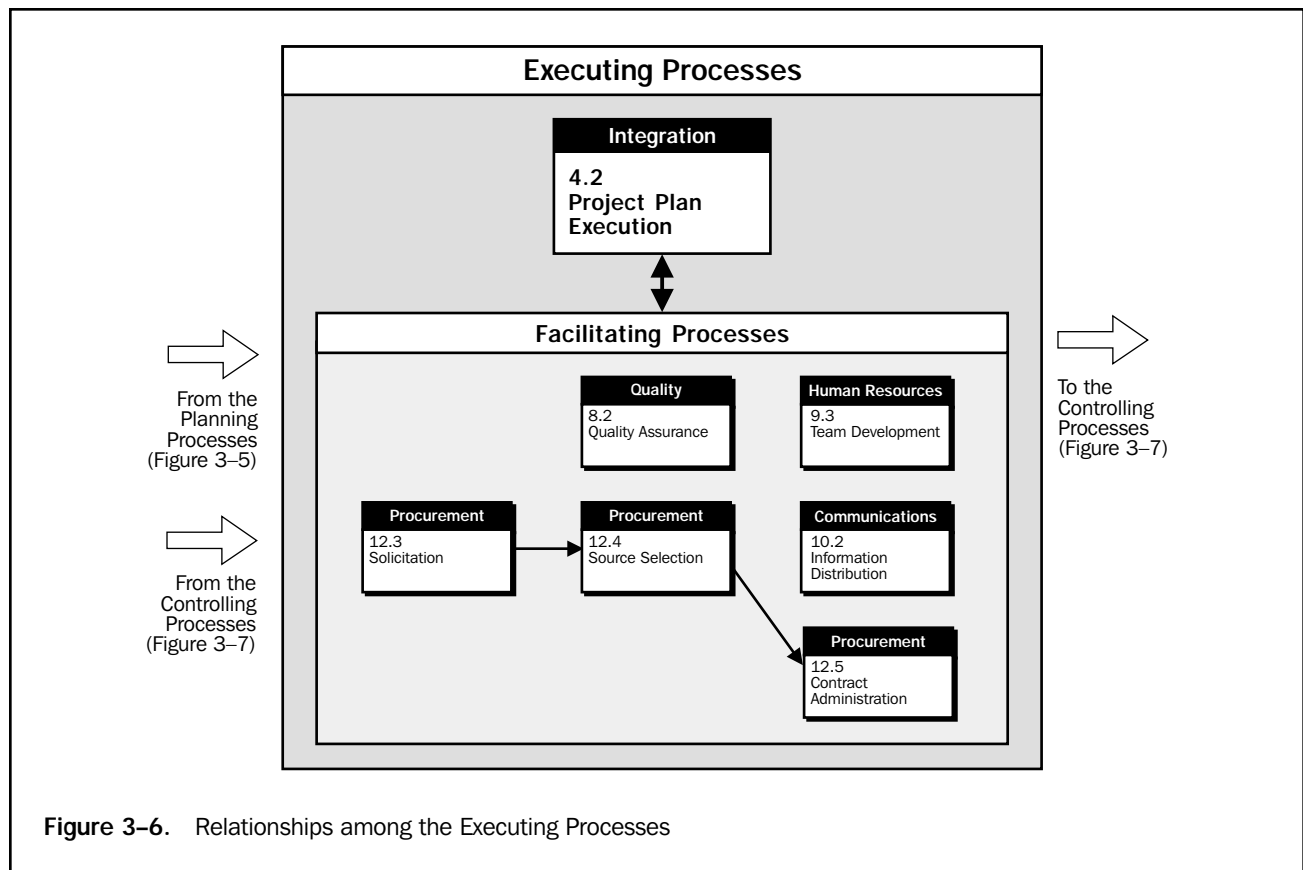 Executing Processes
Integration
4.2
Project Plan
Execution
Facilitating Processes
From the
Planning
Processes
(Figure 3–5)
To the
Controlling
Processes
(Figure 3–7)
Quality
8.2
Quality Assurance
Human Resources
9.3
Team Development
Procurement
12.3
Solicitation
Procurement
12.4
Source Selection
Communications
10.2
Information
Distribution
From the
Controlling
Processes
(Figure 3–7)
Procurement
12.5
Contract
Administration
Figure 3–6. Relationships among the Executing Processes